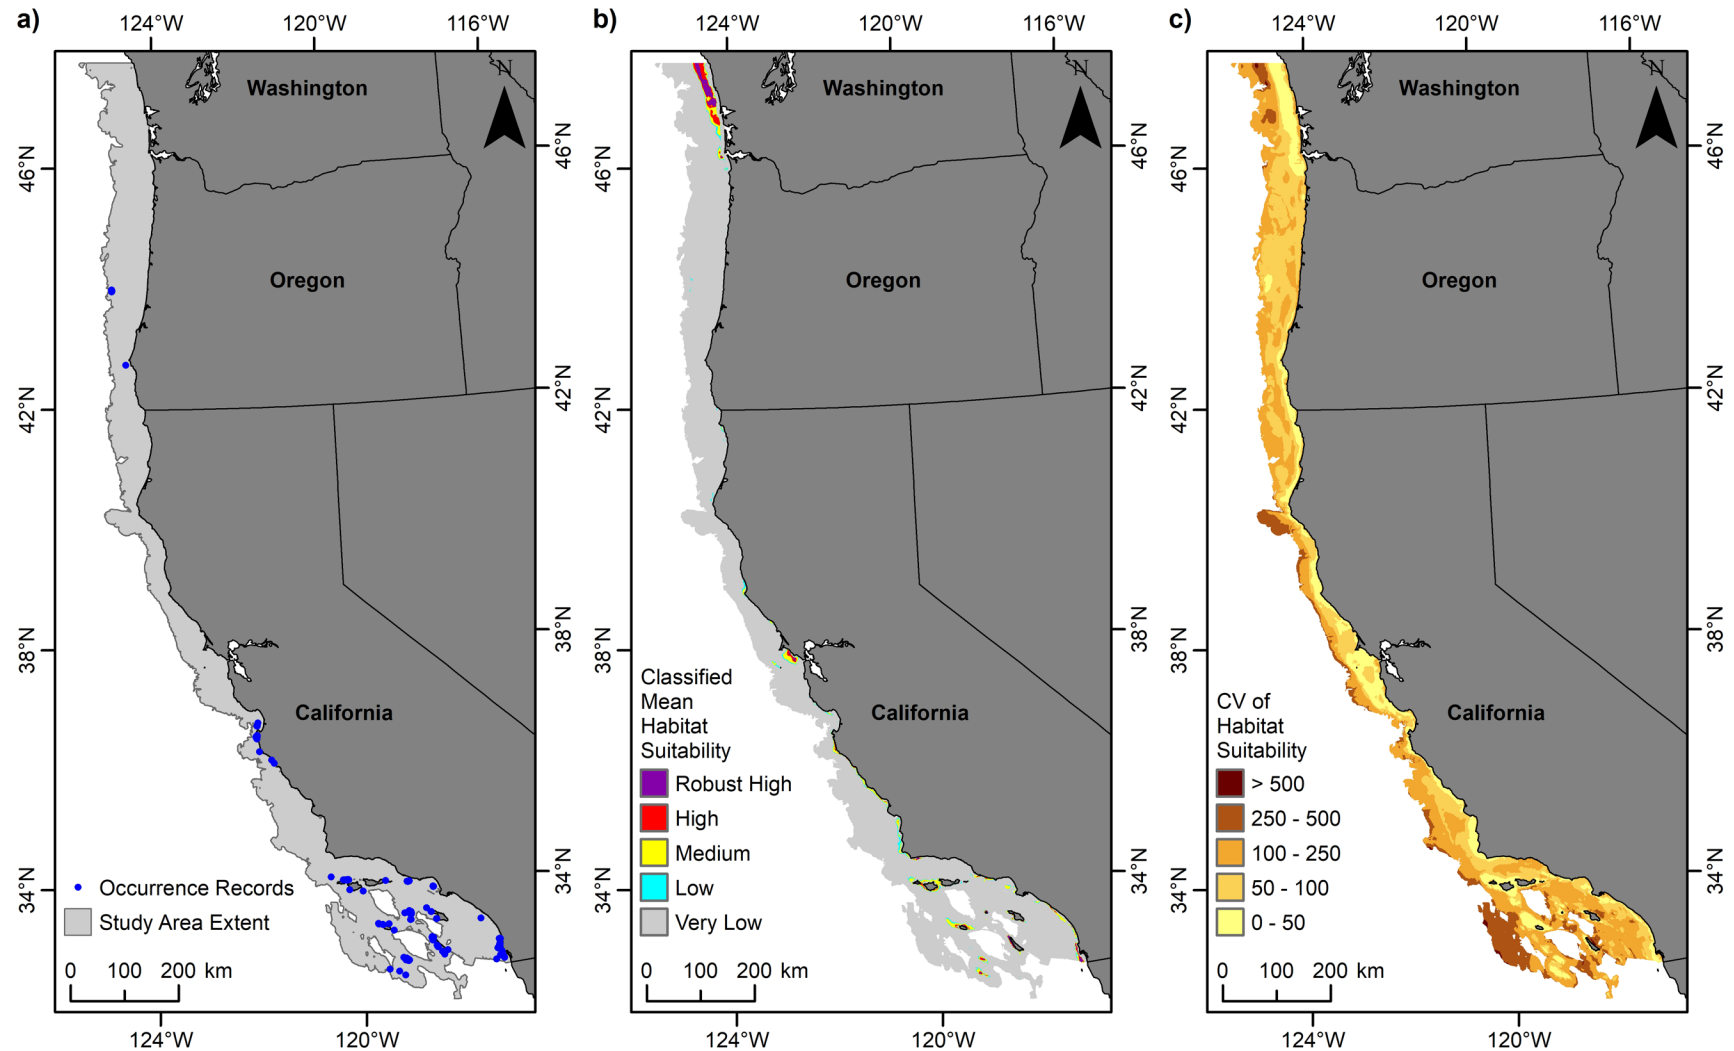 a)
124°W 120°W 116°W
N
Washington
46°N
46°N
Oregon
42°N
42°N
38°N
38°N
California
34°N
34°N
Occurrence Records
Study Area Extent
0 100 200 km
124°W 120°W
b)
124°W 120°W 116°W
N
Washington
46°N
46°N
Oregon
42°N
42°N
38°N
38°N
Classified
Mean
Habitat
Suitability
California
Robust High
High
Medium
Low
Very Low
34°N
34°N
0 100 200 km
124°W 120°W
c)
124°W 120°W 116°W
N
Washington
46°N
46°N
Oregon
42°N
42°N
38°N
38°N
CV of
Habitat
Suitability
California
> 500
250 - 500
100 - 250
50 - 100
0 - 50
34°N
34°N
0 100 200 km
124°W 120°W